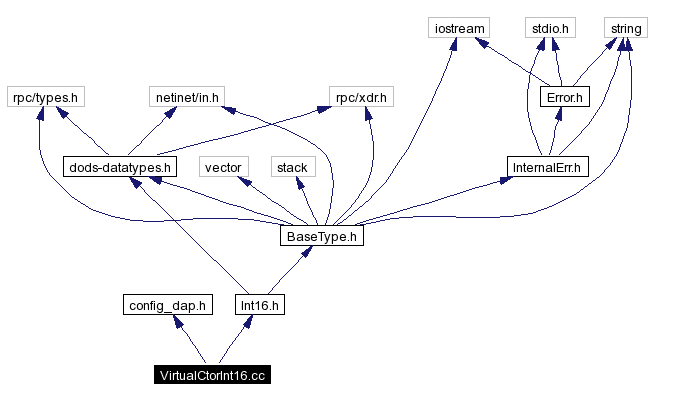 iostream stdio.h string
rpc/types.h netinet/in.h rpc/xdr.h Error.h
dods-datatypes.h vector stack InternalErr.h
BaseType.h
config_dap.h Int16.h
VirtualCtorInt16.cc